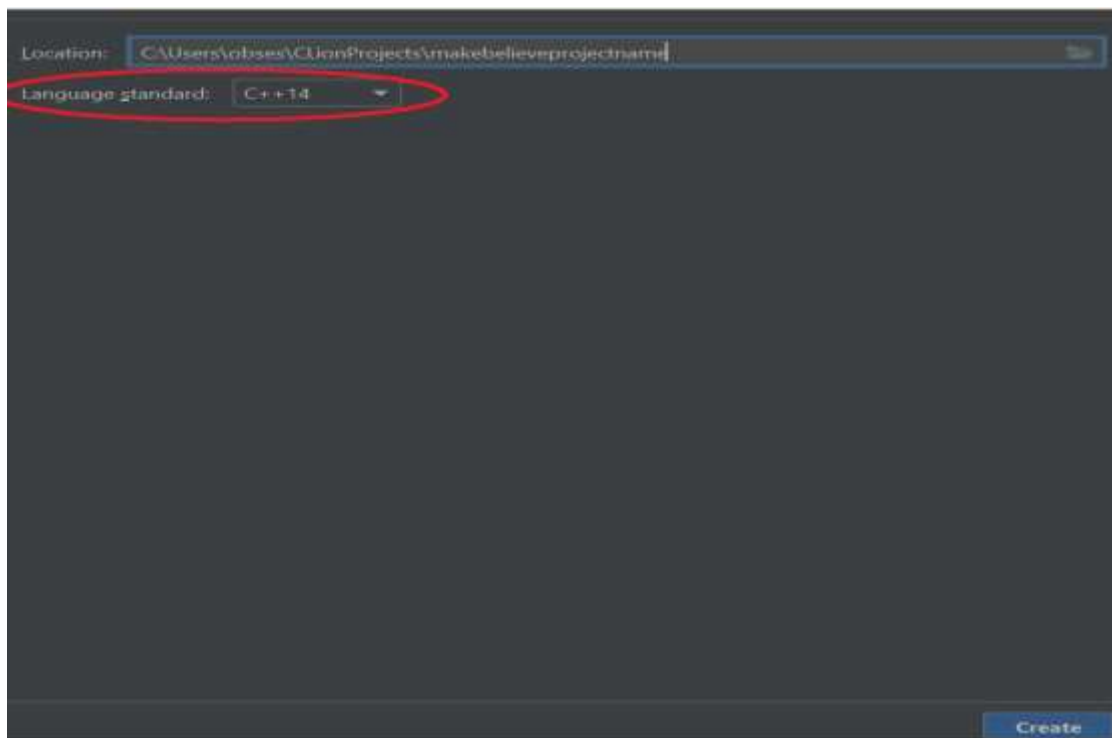 Location: C:\Users\obses\CLionProjects\makebelieveprojectname
Language standard: C++14
Create